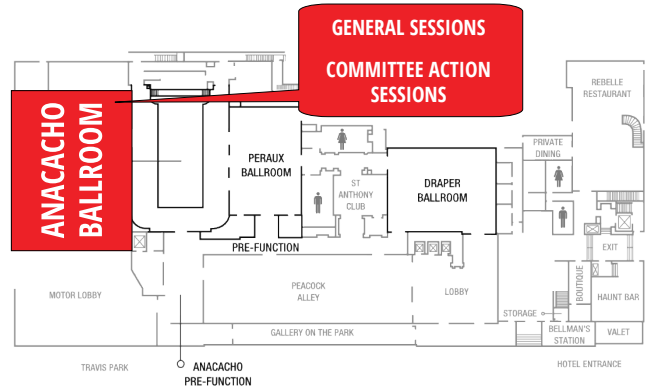 GENERAL SESSIONS
COMMITTEE ACTION
SESSIONS
ANACACHO
BALLROOM
REBELLE
RESTAURANT
PERAUX
BALLROOM
ST
ANTHONY
CLUB
DRAPER
BALLROOM
PRIVATE
DINING
PRE-FUNCTION
EXIT
MOTOR LOBBY
PEACOCK
ALLEY
LOBBY
BOUTIQUE
HAUNT BAR
STORAGE
GALLERY ON THE PARK
BELLMAN'S
STATION
VALET
TRAVIS PARK
ANACACHO
PRE-FUNCTION
HOTEL ENTRANCE